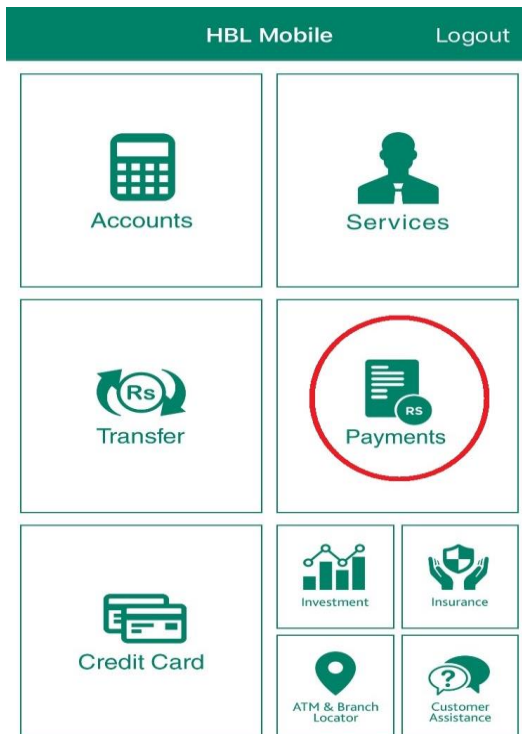 HBL Mobile
Logout
Accounts
Services
Rs
Transfer
RS
Payments
Credit Card
Investment
Insurance
ATM & Branch
Locator
?
Customer
Assistance